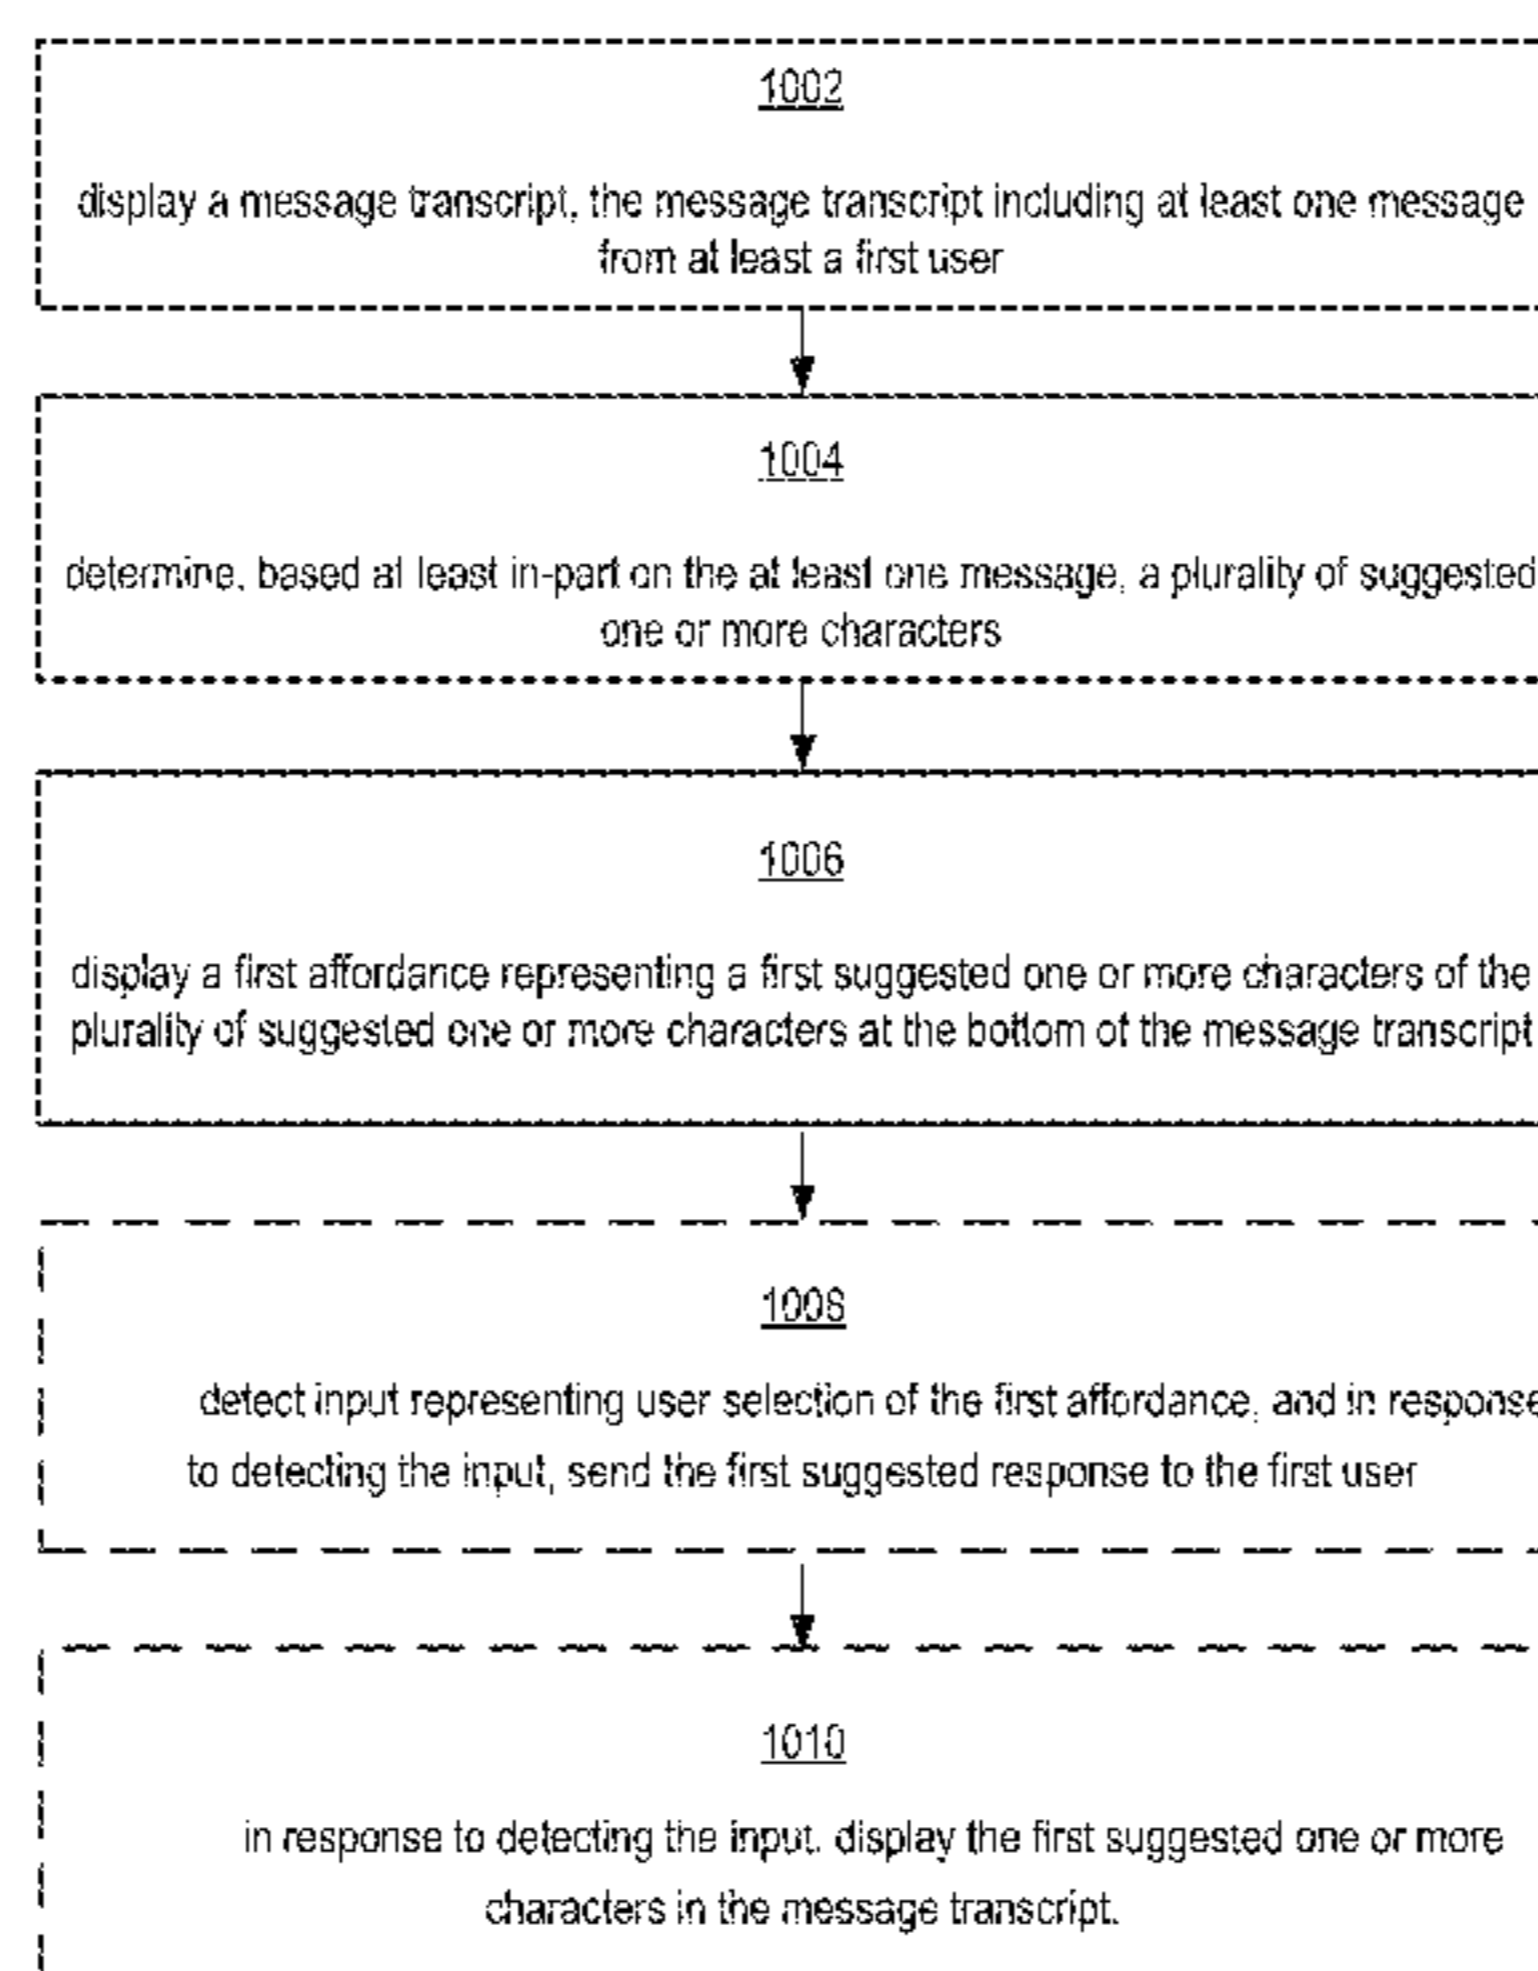 1002
display a message transcript, the message transcript including at least one message
from at least a first user
1004
determine, based at least in-part on the at least one message, a plurality of suggested
one or more characters
1006
display a first affordance representing a first suggested one or more characters of the
plurality of suggested one or more characters at the bottom of the message transcript
1008
detect input representing user selection of the first affordance, and in response
to detecting the input, send the first suggested response to the first user
1010
in response to detecting the input, display the first suggested one or more
characters in the message transcript.